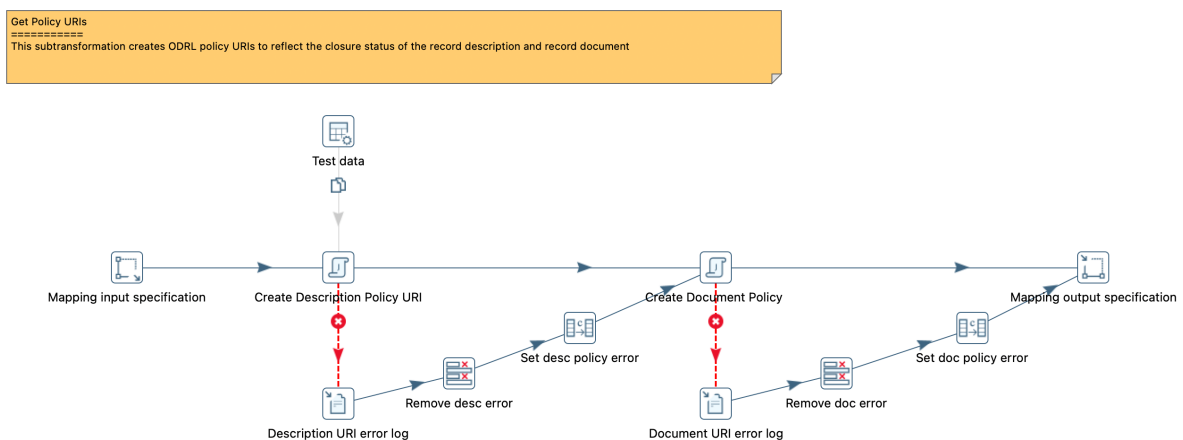 Get Policy URIs
===========
This subtransformation creates ODRL policy URIs to reflect the closure status of the record description and record document
Test data
Mapping input specification
Create Description Policy URI
Create Document Policy
Mapping output specification
Set desc policy error
Set doc policy error
Remove desc error
Remove doc error
Description URI error log
Document URI error log